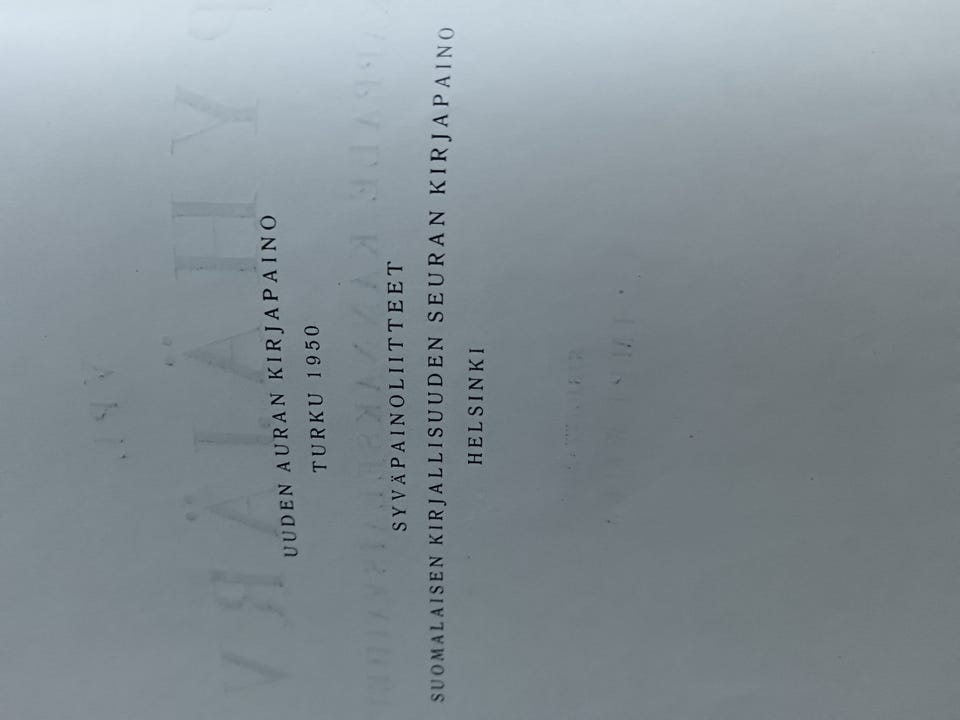 UUDEN AURAN KIRJAPAINO
TURKU 1950
SYVÄPAINOLIITTEET
SUOMALAISEN KIRJALLISUUDEN SEURAN KIRJAPAINO
HELSINKI